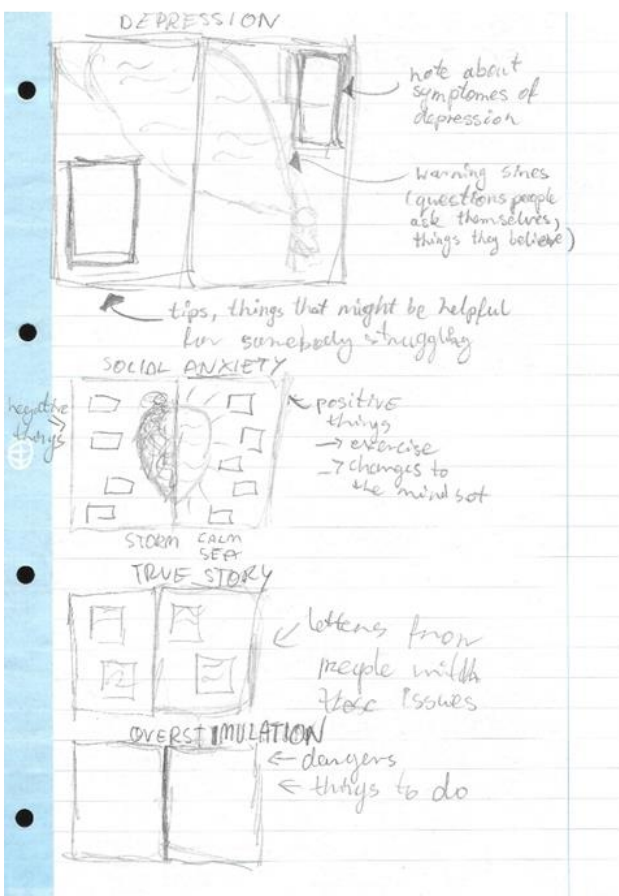 DEPRESSION
note about
symptomes of
depression
warning sines
(questions people
ask themselves,
things they believe)
tips, things that might be helpful
for somebody struggling
SOCIAL ANXIETY
negative
things
positive
things
→ exercise
→ changes to
the mind set
STORM CALM
SEA
TRUE STORY
letters from
people with
these issues
OVERSTIMULATION
← dangers
← things to do